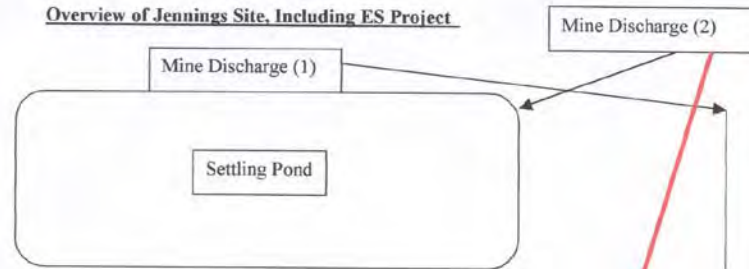 Overview of Jennings Site, Including ES Project
Mine Discharge (2)
Mine Discharge (1)
Settling Pond